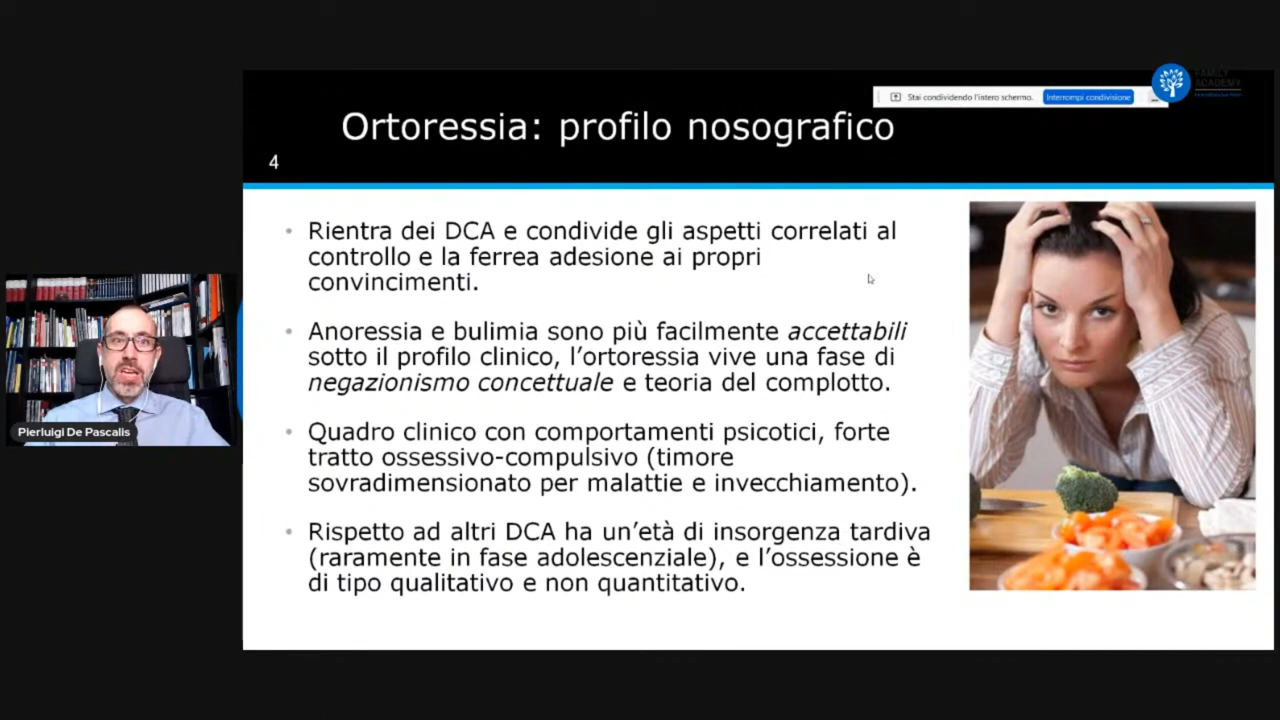 Stai condividendo l'intero schermo. Interrompi condivisione
FAMILY
ACADEMY
Ortoressia: profilo nosografico
4
• Rientra dei DCA e condivide gli aspetti correlati al
controllo e la ferrea adesione ai propri
convincimenti.
• Anoressia e bulimia sono più facilmente accettabili
sotto il profilo clinico, l'ortoressia vive una fase di
negazionismo concettuale e teoria del complotto.
• Quadro clinico con comportamenti psicotici, forte
tratto ossessivo-compulsivo (timore
sovradimensionato per malattie e invecchiamento).
• Rispetto ad altri DCA ha un'età di insorgenza tardiva
(raramente in fase adolescenziale), e l'ossessione è
di tipo qualitativo e non quantitativo.
Pierluigi De Pascalis